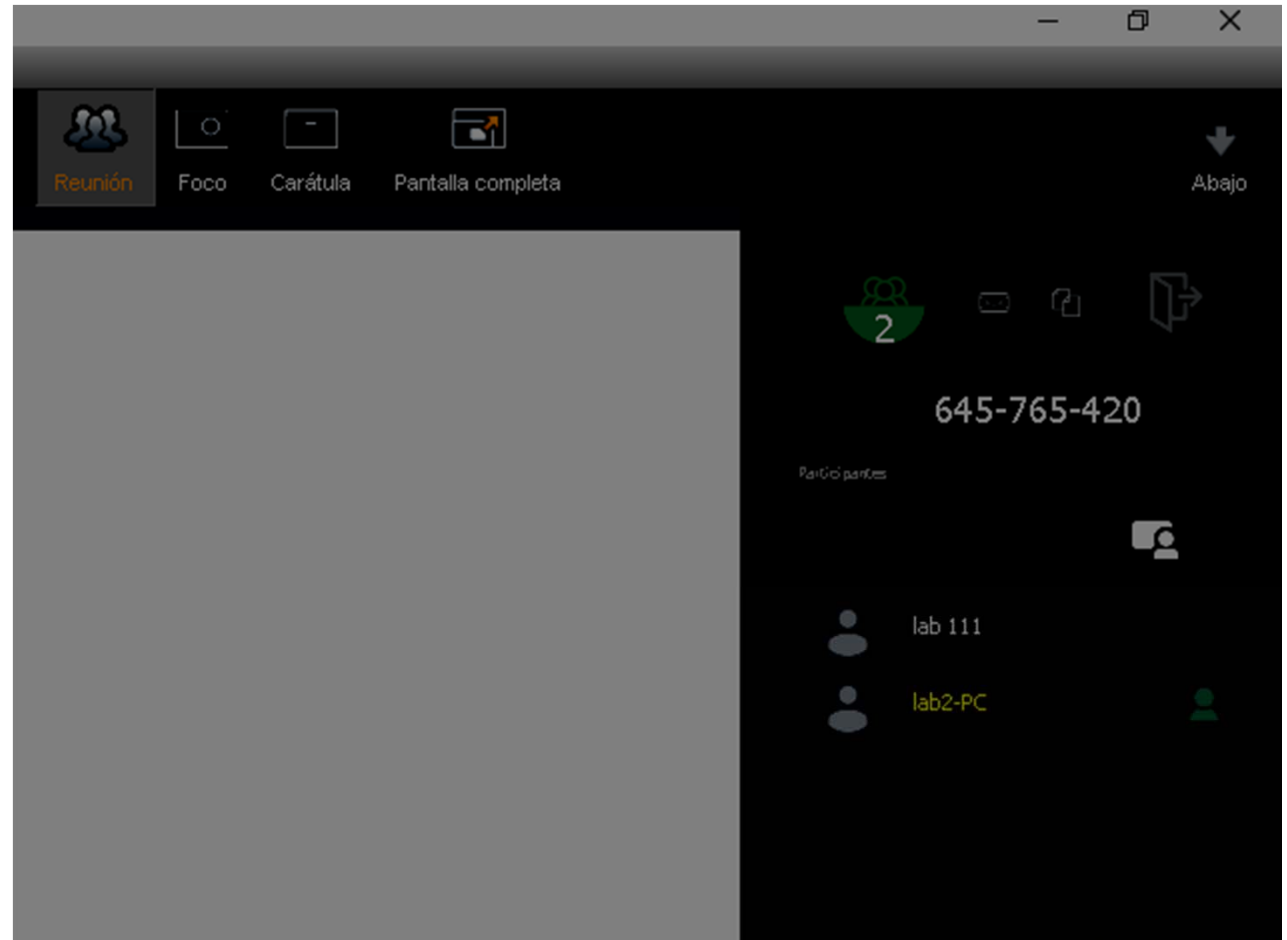 Reunión Foco Carátula Pantalla completa Abajo
2
645-765-420
Participantes
lab 111
lab2-PC